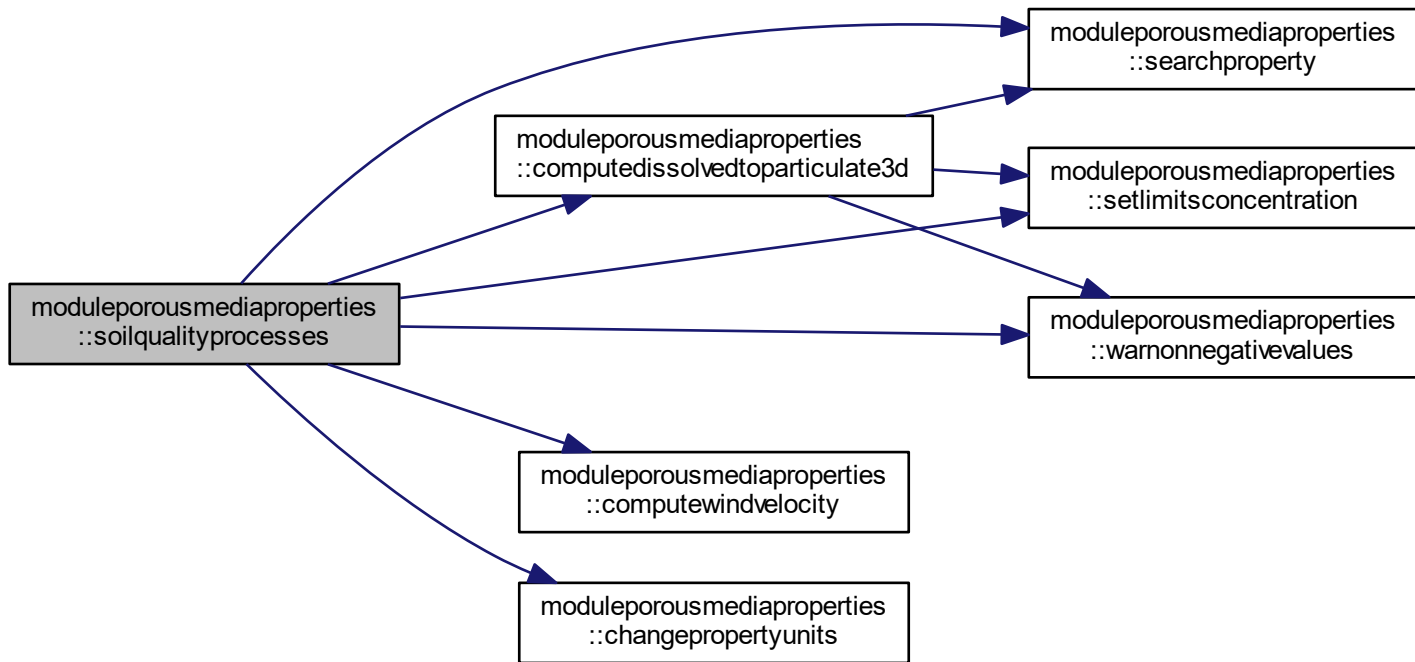 moduleporousmediaproperties
::soilqualityprocesses
moduleporousmediaproperties
::computedissolvedtoparticulate3d
moduleporousmediaproperties
::searchproperty
moduleporousmediaproperties
::setlimitsconcentration
moduleporousmediaproperties
::warnonnegativevalues
moduleporousmediaproperties
::computewindvelocity
moduleporousmediaproperties
::changepropertyunits